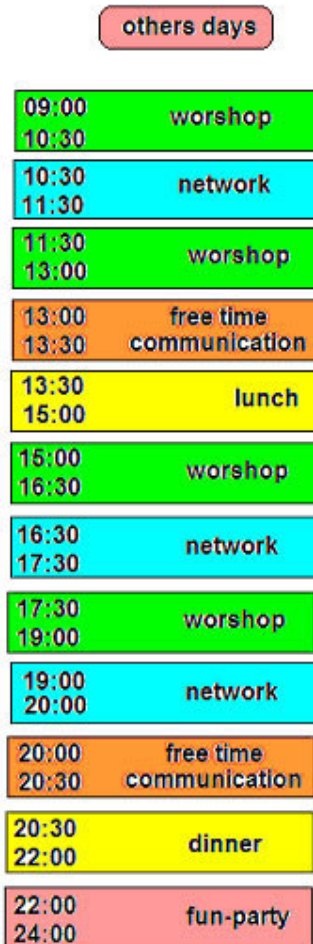 others days
09:00
10:30
worshop
10:30
11:30
network
11:30
13:00
worshop
13:00
13:30
free time
communication
13:30
15:00
lunch
15:00
16:30
worshop
16:30
17:30
network
17:30
19:00
worshop
19:00
20:00
network
20:00
20:30
free time
communication
20:30
22:00
dinner
22:00
24:00
fun-party